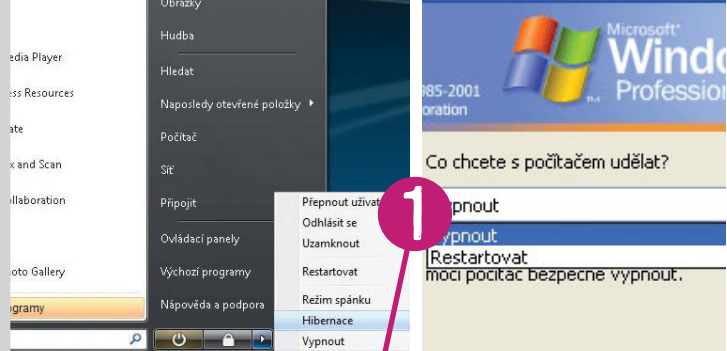 Obrázky
Hudba
edia Player
Hledat
ess Resources
Naposledy otevřené položky
ate
Počítač
x and Scan
Síť
llaboration
Připojit
Přepnout uživat
Odhlásit se
Ovládací panely
Uzamknout
oto Gallery
Výchozí programy
Restartovat
ogramy
Nápověda a podpora
Režim spánku
Hibernace
Vypnout
1
Microsoft
Windo
Profession
985-2001
oration
Co chcete s počítačem udělat?
ypnout
ypnout
Restartovat
moci počítač bezpečně vypnout.